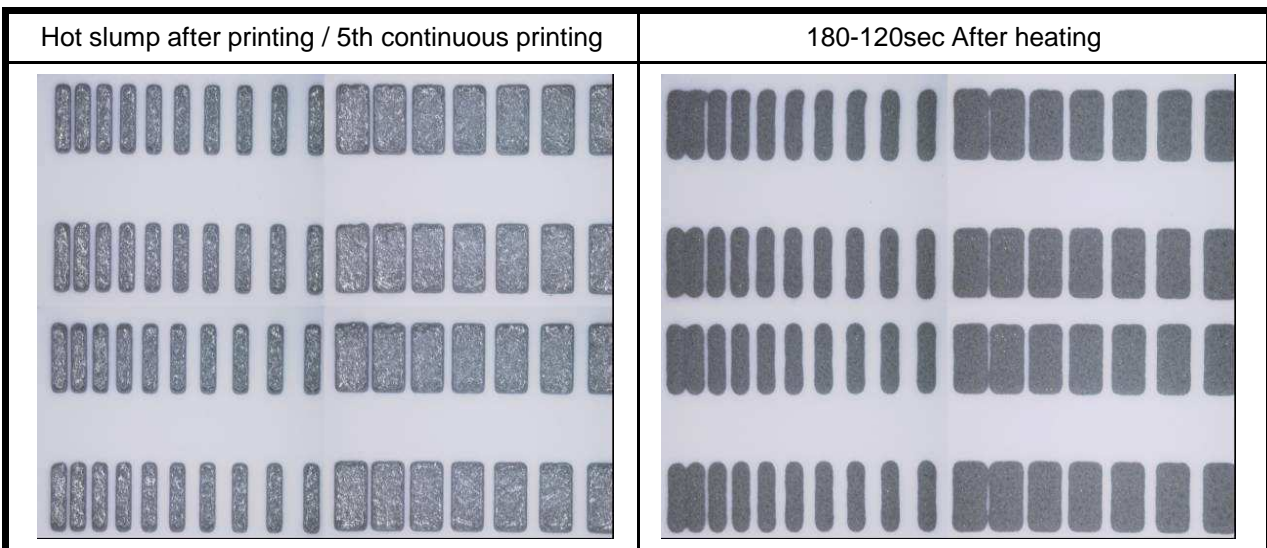 Hot slump after printing / 5th continuous printing
180-120sec After heating